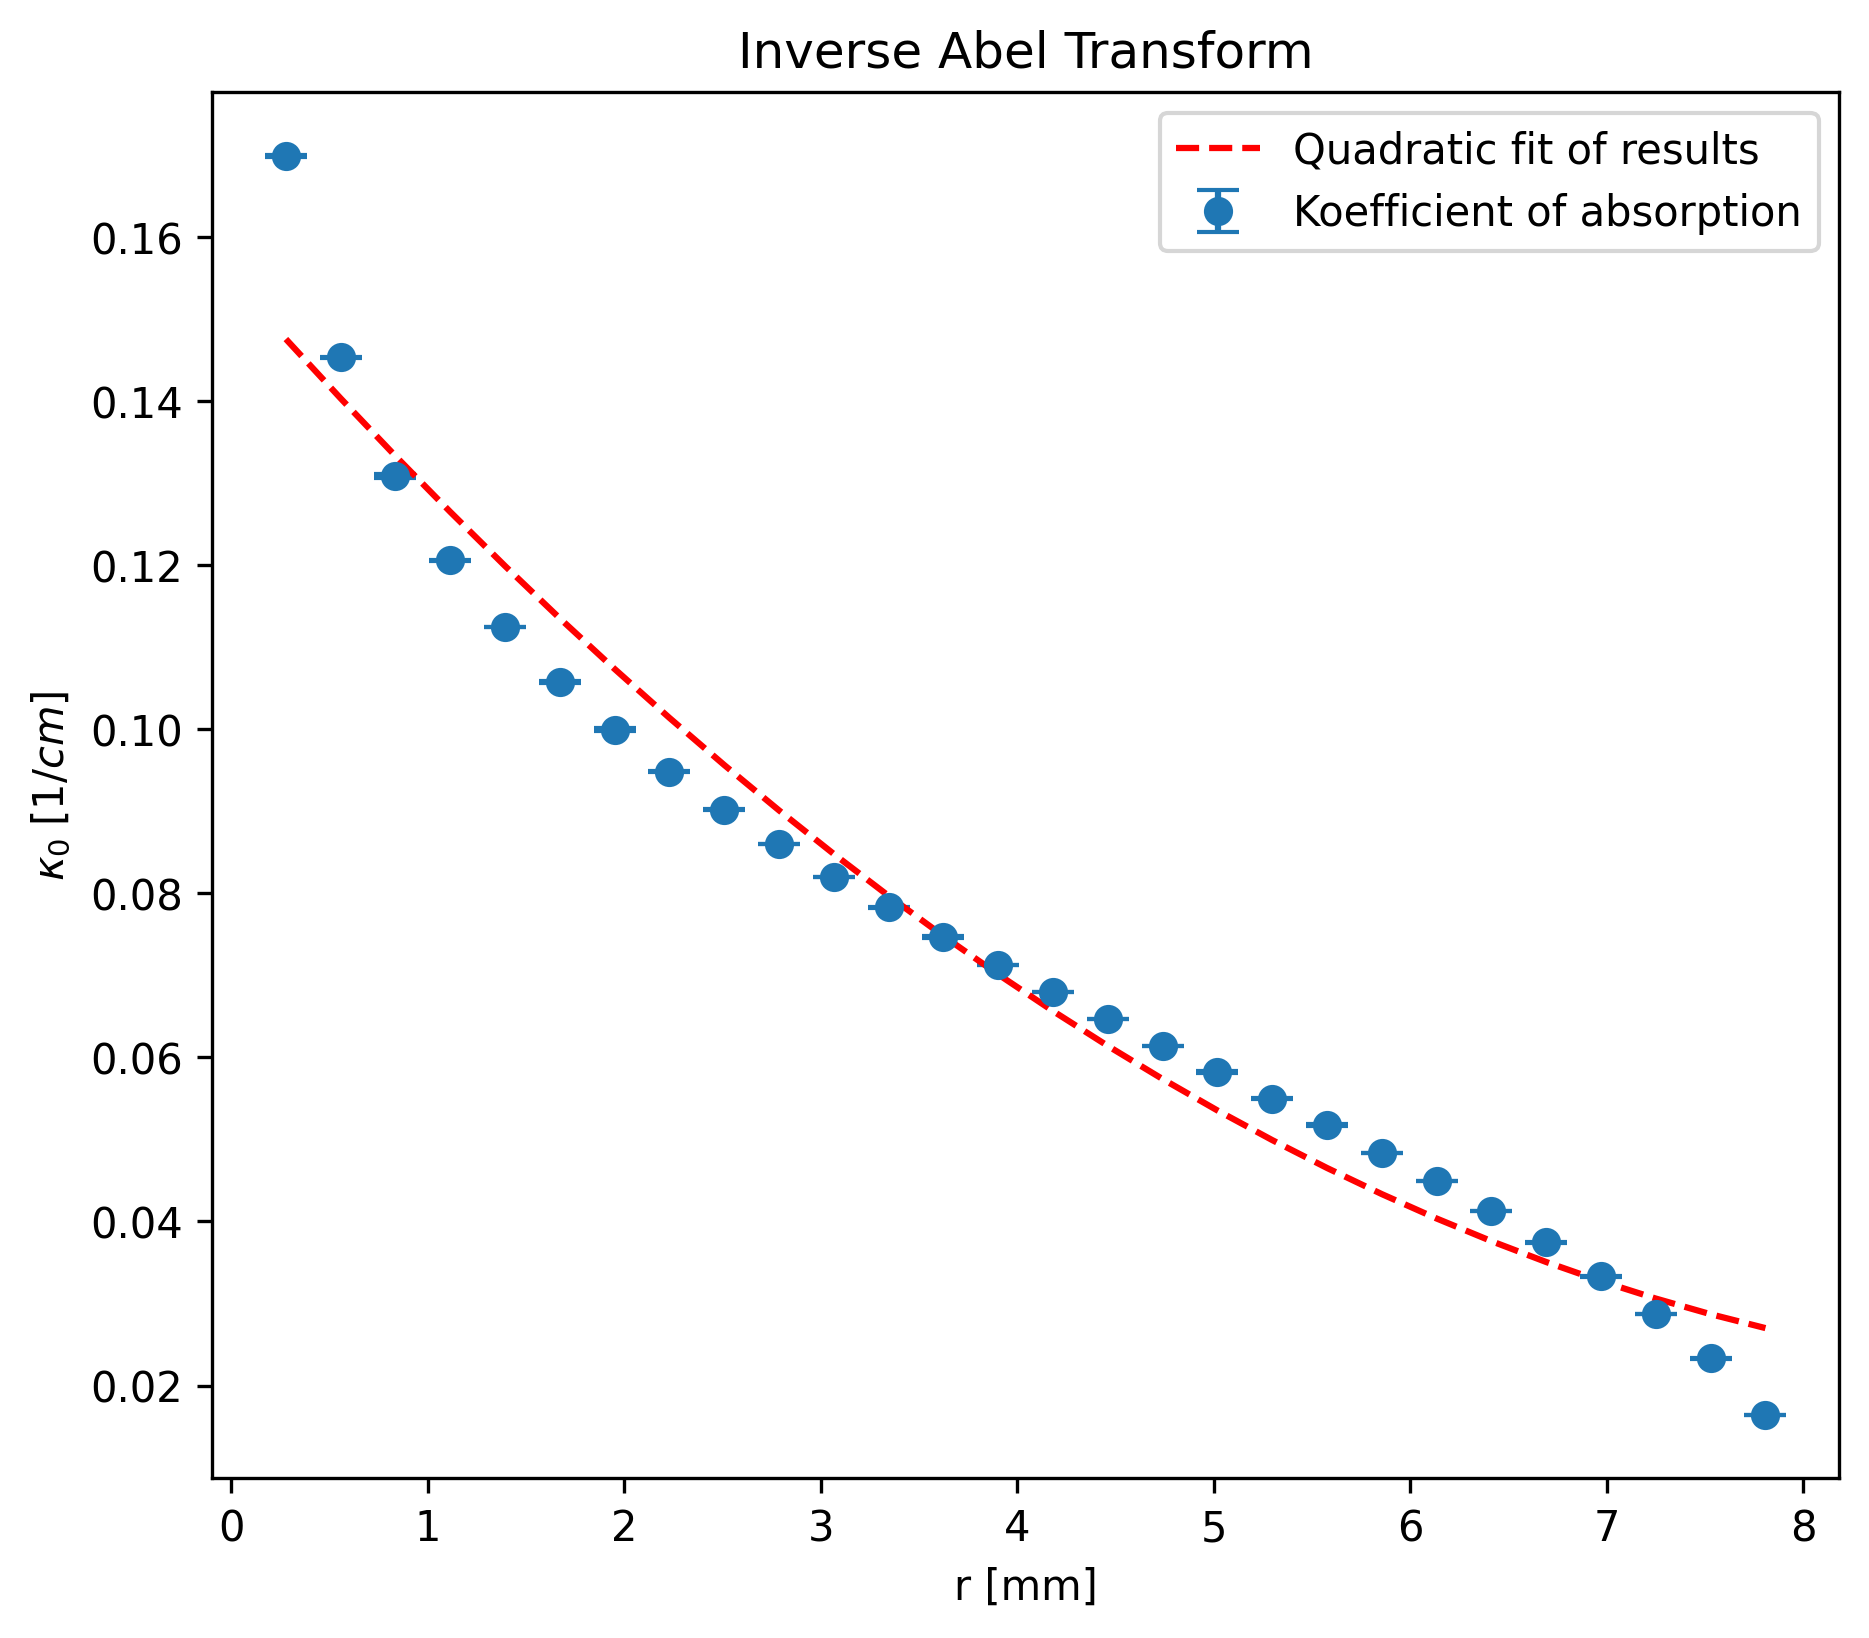 Inverse Abel Transform
Quadratic fit of results
Koefficient of absorption
κ₀ [1/cm]
0.16
0.14
0.12
0.10
0.08
0.06
0.04
0.02
0 1 2 3 4 5 6 7 8
r [mm]